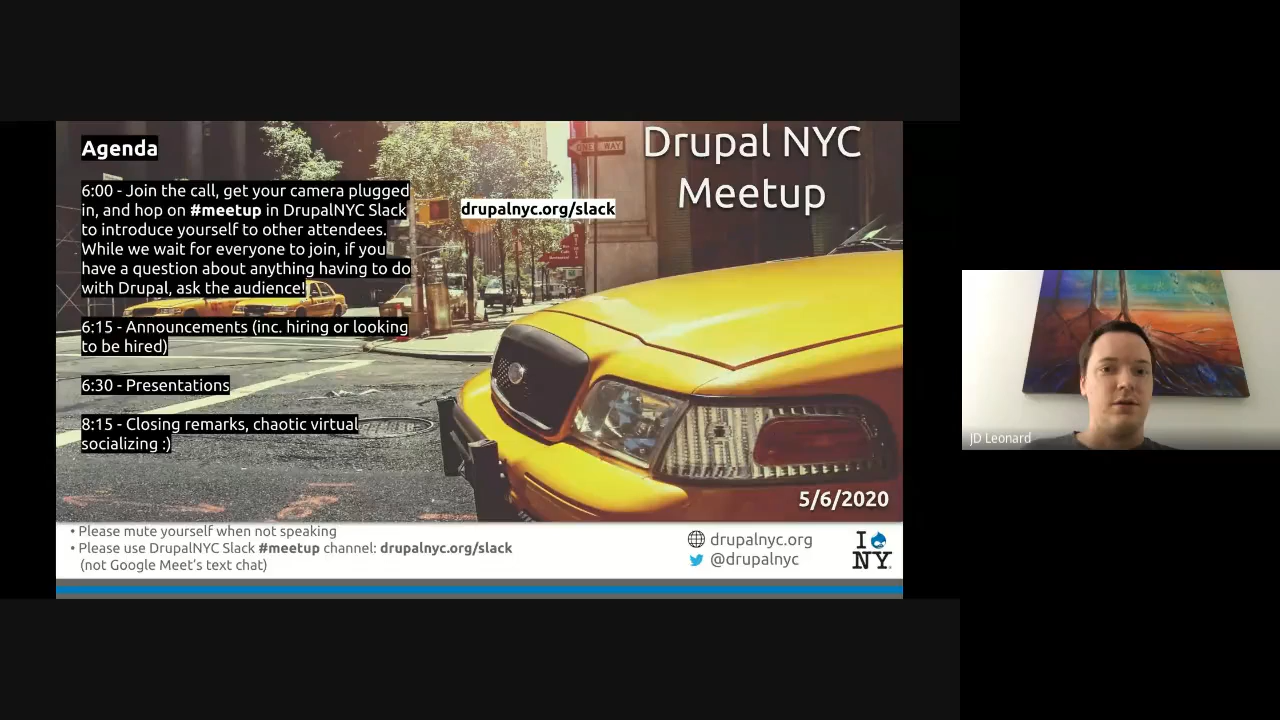 Agenda
6:00 - Join the call, get your camera plugged
in, and hop on #meetup in DrupalNYC Slack
to introduce yourself to other attendees.
While we wait for everyone to join, if you
have a question about anything having to do
with Drupal, ask the audience!
6:15 - Announcements (inc. hiring or looking
to be hired)
6:30 - Presentations
8:15 - Closing remarks, chaotic virtual
socializing :)
drupalnyc.org/slack
ONE WAY
Drupal NYC
Meetup
5/6/2020
• Please mute yourself when not speaking
• Please use DrupalNYC Slack #meetup channel: drupalnyc.org/slack
(not Google Meet's text chat)
drupalnyc.org
@drupalnyc
I
NY
JD Leonard